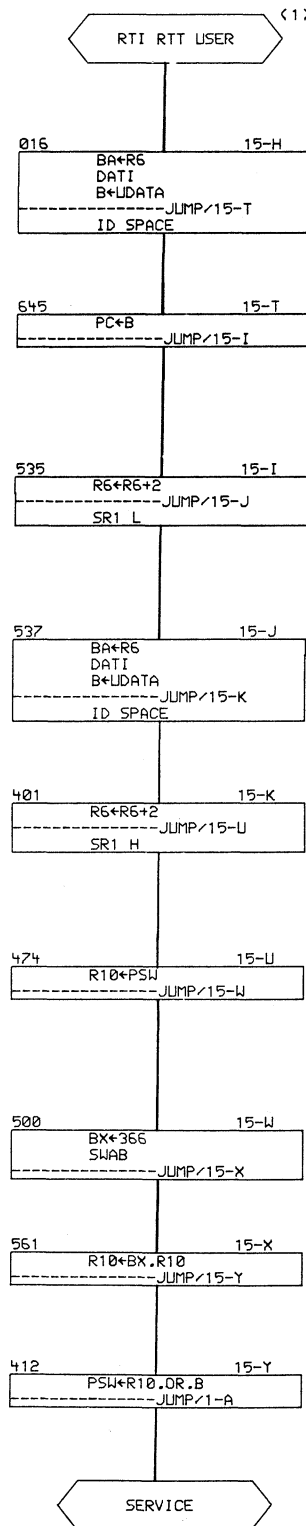 <1>
RTI RTT USER
016 15-H
BA←R6
DATI
B←UDATA
--------------JUMP/15-T
ID SPACE
645 15-T
PC←B
--------------JUMP/15-I
535 15-I
R6←R6+2
--------------JUMP/15-J
SR1 L
537 15-J
BA←R6
DATI
B←UDATA
--------------JUMP/15-K
ID SPACE
401 15-K
R6←R6+2
--------------JUMP/15-U
SR1 H
474 15-U
R10←PSW
--------------JUMP/15-W
500 15-W
BX←366
SWAB
--------------JUMP/15-X
561 15-X
R10←BX.R10
--------------JUMP/15-Y
412 15-Y
PSW←R10.OR.B
--------------JUMP/1-A
SERVICE